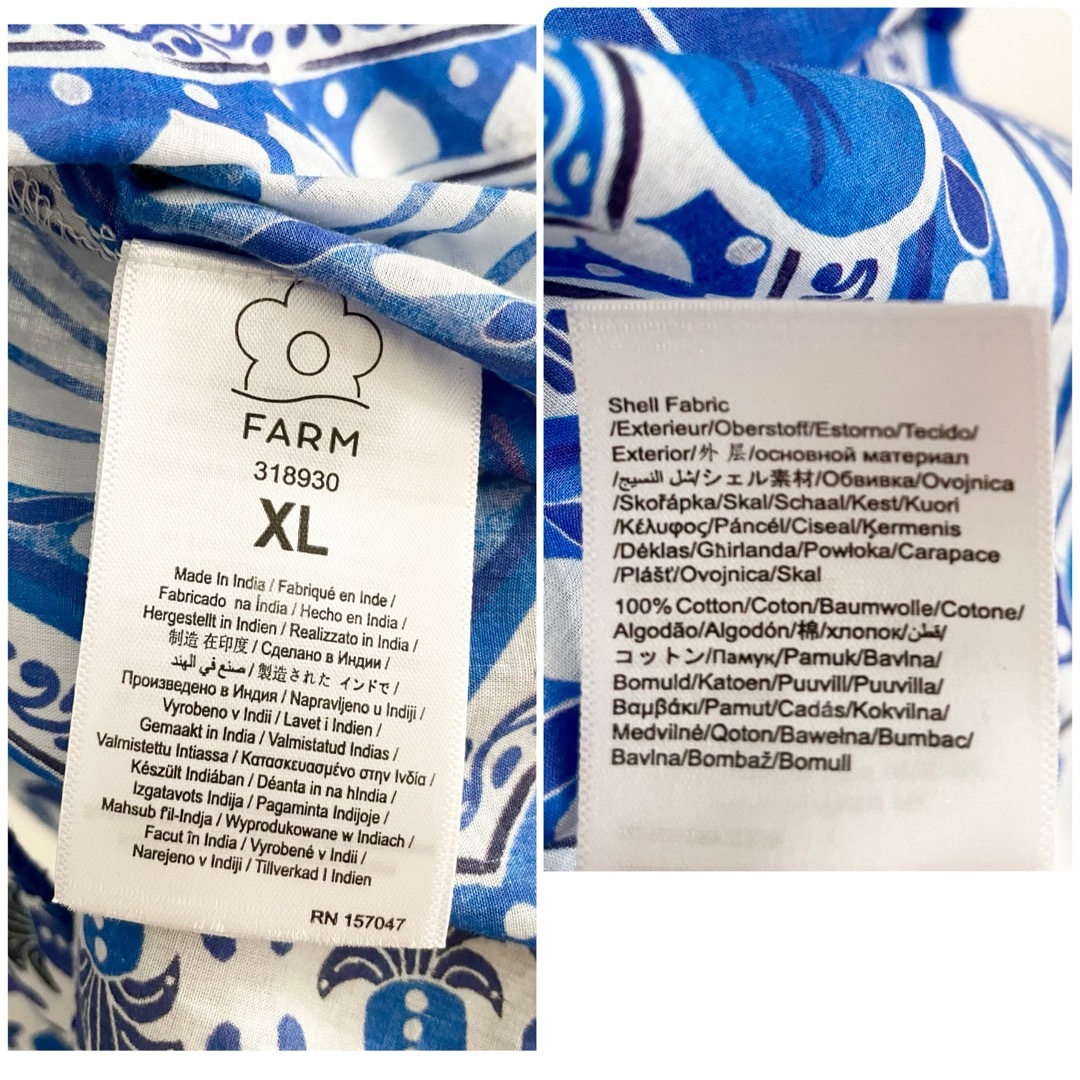 FARM
318930
XL
Made In India / Fabriqué en Inde /
Fabricado na Índia / Hecho en India /
Hergestellt in Indien / Realizzato in India /
制造 在印度 / Сделано в Индии /
صنع في الهند / 製造された インドで /
Произведено в Индия / Napravljeno u Indiji /
Vyrobeno v Indii / Lavet i Indien /
Gemaakt in India / Valmistatud Indias /
Valmistettu Intiassa / Κατασκευασμένο στην Ινδία /
Készült Indiában / Déanta in na hIndia /
Izgatavots Indija / Pagaminta Indijoje /
Mahsub f'il-Indja / Wyprodukowane w Indiach /
Facut în India / Vyrobené v Indii /
Narejeno v Indiji / Tillverkad I Indien
RN 157047
Shell Fabric
/Exterieur/Oberstoff/Estorno/Tecido/
Exterior/外 层/основной материал
/شل النسيج/シェル素材/Обвивка/Ovojnica
/Skořápka/Skal/Schaal/Kest/Kuori
/Κέλυφος/Páncél/Ciseal/Ķermenis
/Dėklas/Għirlanda/Powłoka/Carapace
/Plášť/Ovojnica/Skal
100% Cotton/Coton/Baumwolle/Cotone/
Algodão/Algodón/棉/хлопок/قطن/
コットン/Памук/Pamuk/Bavlna/
Bomuld/Katoen/Puuvill/Puuvilla/
Βαμβάκι/Pamut/Cadás/Kokvilna/
Medvilnė/Qoton/Bawełna/Bumbac/
Bavlna/Bombaž/Bomull